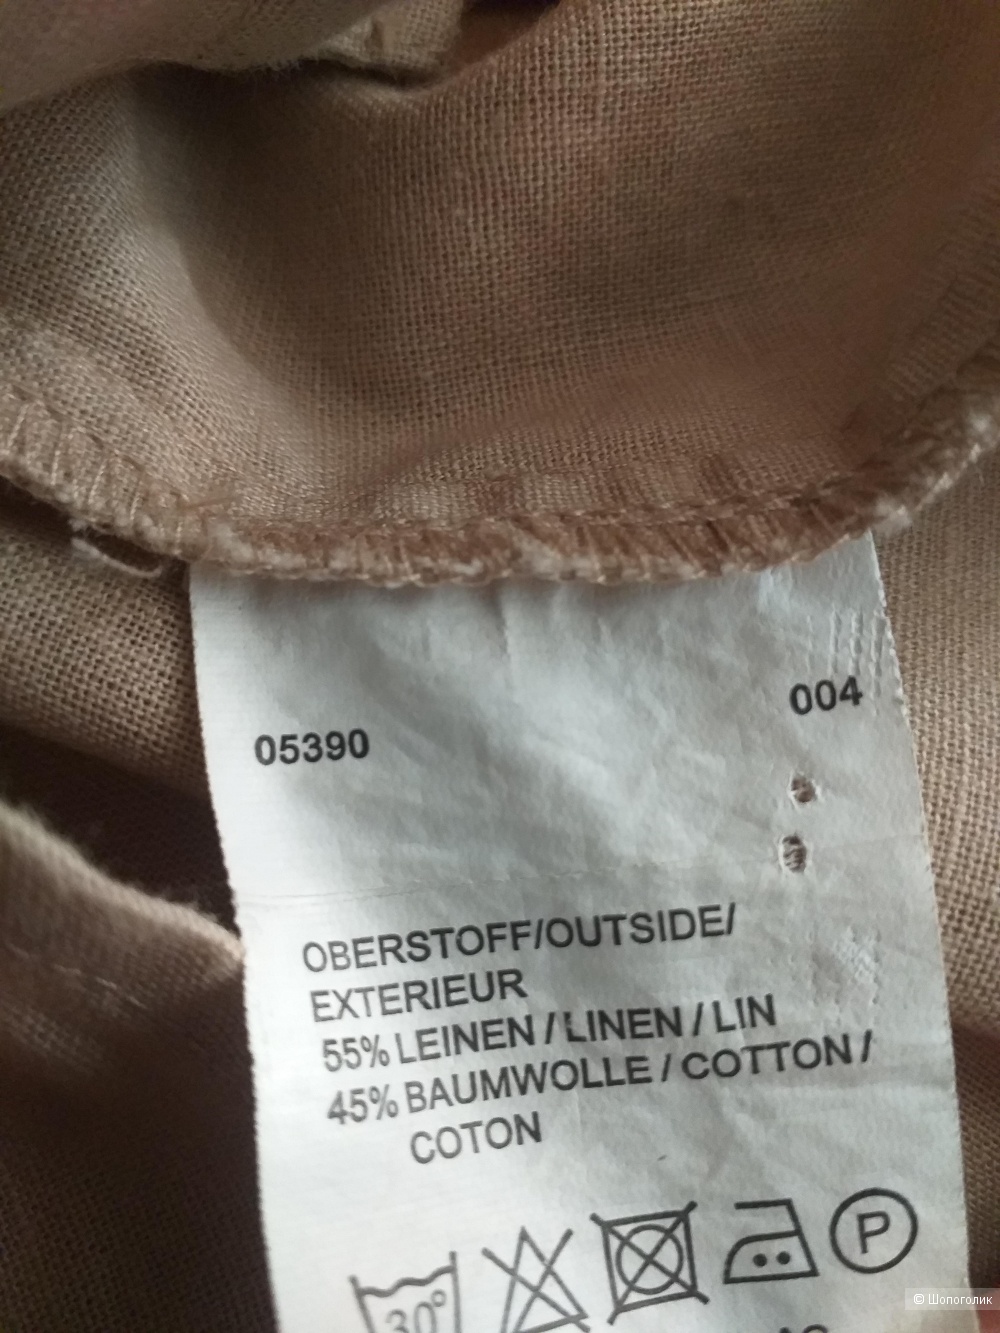 004
05390
OBERSTOFF/OUTSIDE/
EXTERIEUR
55% LEINEN / LINEN / LIN
45% BAUMWOLLE / COTTON /
COTON
30°
P
© Шопоголик